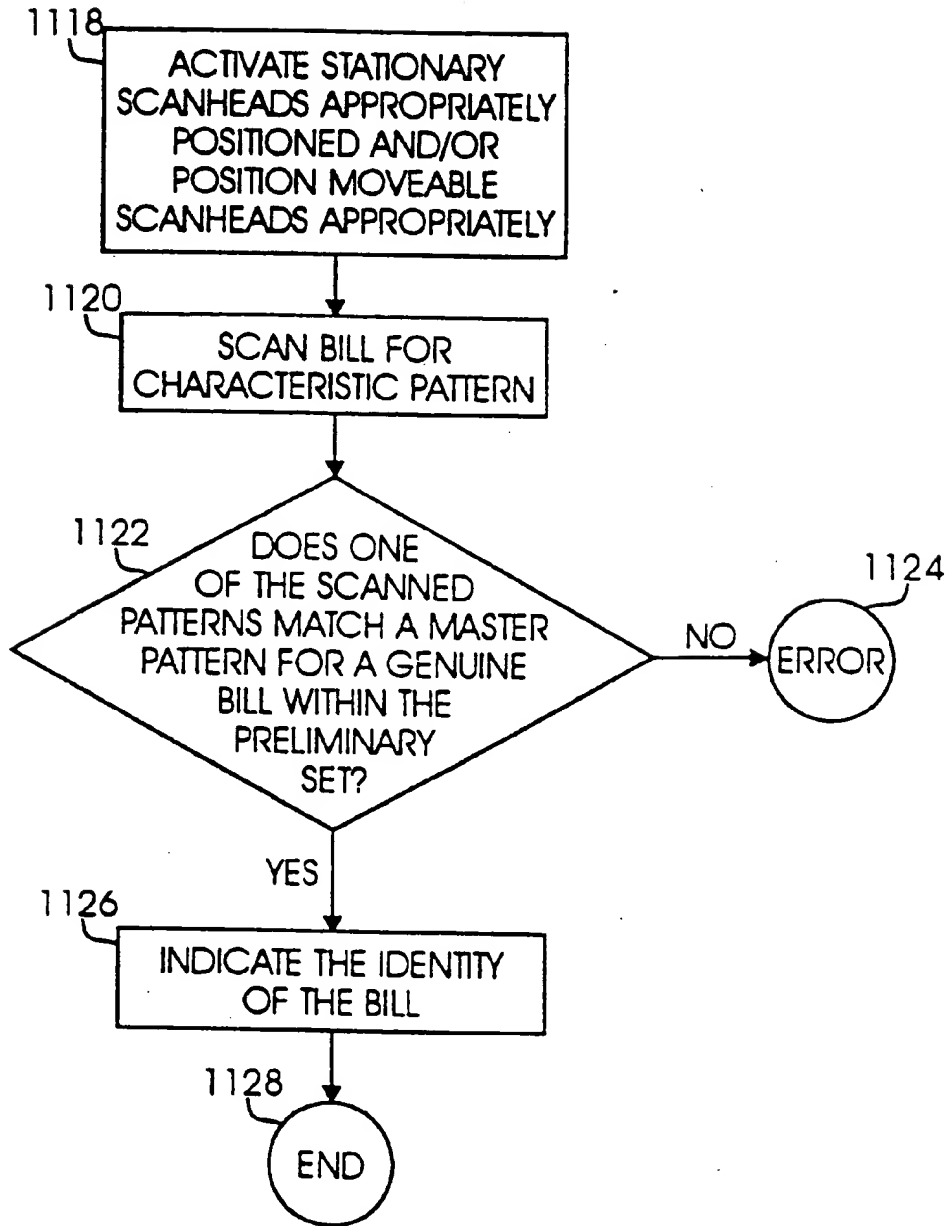 1118
ACTIVATE STATIONARY
SCANHEADS APPROPRIATELY
POSITIONED AND/OR
POSITION MOVEABLE
SCANHEADS APPROPRIATELY
1120
SCAN BILL FOR
CHARACTERISTIC PATTERN
1122
DOES ONE
OF THE SCANNED
PATTERNS MATCH A MASTER
PATTERN FOR A GENUINE
BILL WITHIN THE
PRELIMINARY
SET?
NO
1124
ERROR
YES
1126
INDICATE THE IDENTITY
OF THE BILL
1128
END